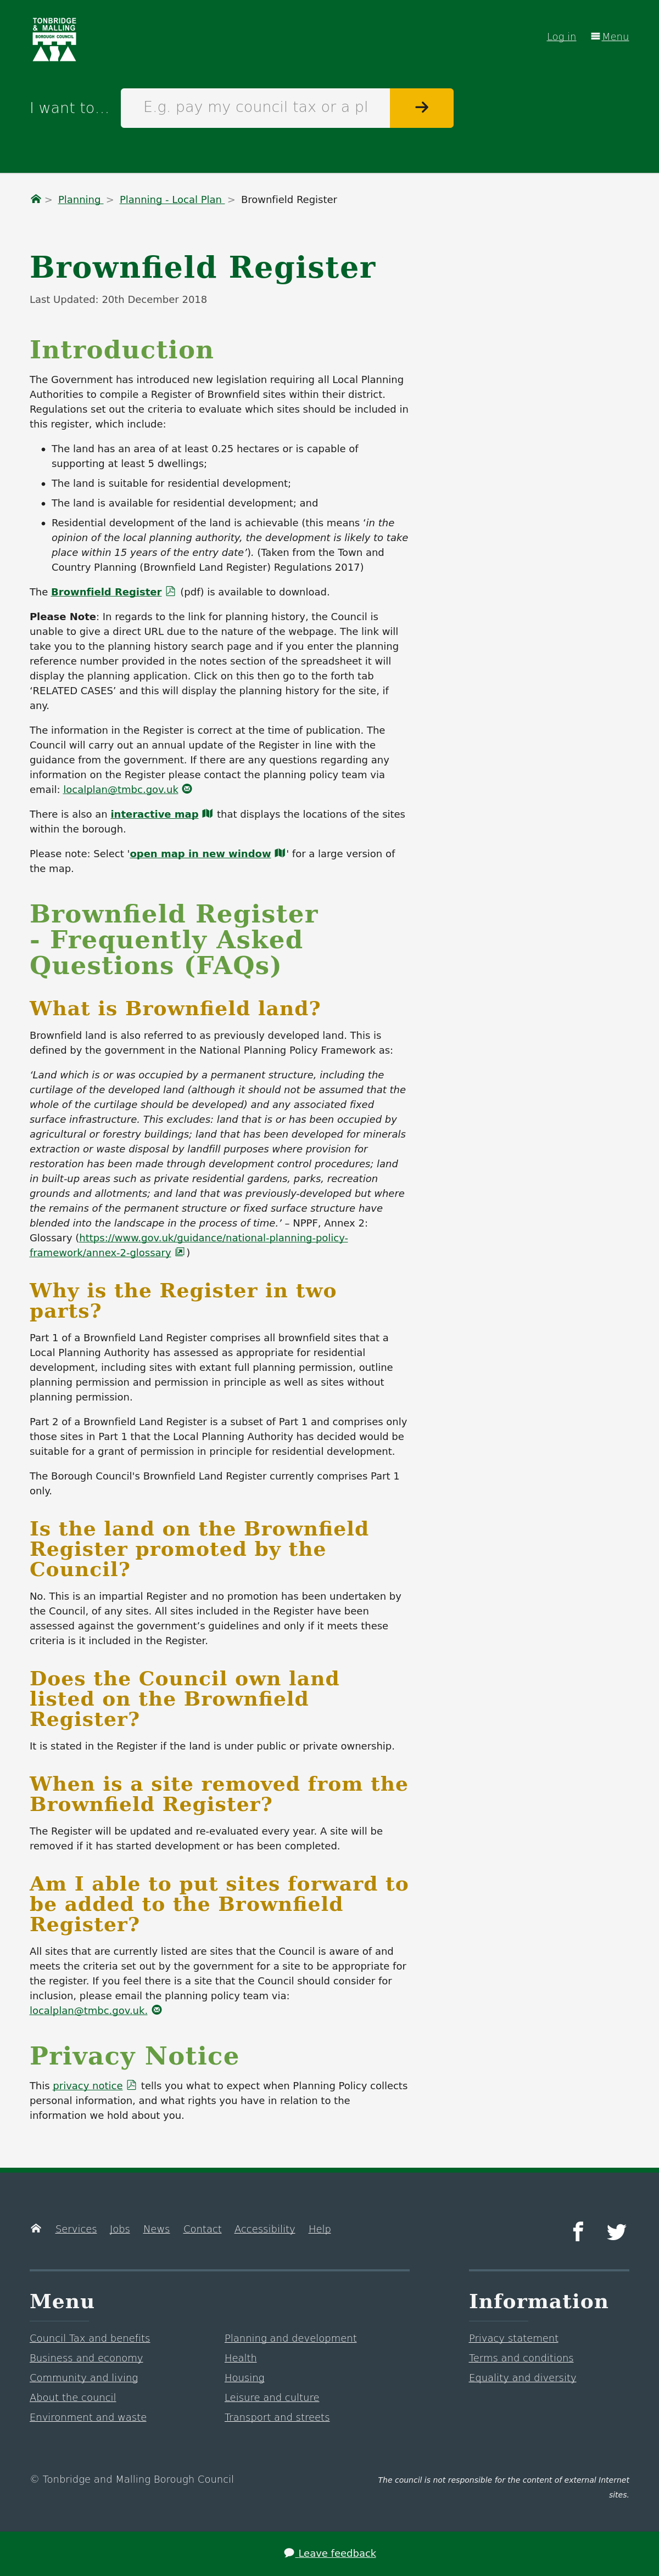 TONBRIDGE
& MALLING
BOROUGH COUNCIL
Log in
Menu
I want to...
E.g. pay my council tax or a pl
> Planning > Planning - Local Plan > Brownfield Register
Brownfield Register
Last Updated: 20th December 2018
Introduction
The Government has introduced new legislation requiring all Local Planning
Authorities to compile a Register of Brownfield sites within their district.
Regulations set out the criteria to evaluate which sites should be included in
this register, which include:
• The land has an area of at least 0.25 hectares or is capable of
supporting at least 5 dwellings;
• The land is suitable for residential development;
• The land is available for residential development; and
• Residential development of the land is achievable (this means ‘in the
opinion of the local planning authority, the development is likely to take
place within 15 years of the entry date’). (Taken from the Town and
Country Planning (Brownfield Land Register) Regulations 2017)
The Brownfield Register (pdf) is available to download.
Please Note: In regards to the link for planning history, the Council is
unable to give a direct URL due to the nature of the webpage. The link will
take you to the planning history search page and if you enter the planning
reference number provided in the notes section of the spreadsheet it will
display the planning application. Click on this then go to the forth tab
‘RELATED CASES’ and this will display the planning history for the site, if
any.
The information in the Register is correct at the time of publication. The
Council will carry out an annual update of the Register in line with the
guidance from the government. If there are any questions regarding any
information on the Register please contact the planning policy team via
email: localplan@tmbc.gov.uk
There is also an interactive map that displays the locations of the sites
within the borough.
Please note: Select 'open map in new window' for a large version of
the map.
Brownfield Register
- Frequently Asked
Questions (FAQs)
What is Brownfield land?
Brownfield land is also referred to as previously developed land. This is
defined by the government in the National Planning Policy Framework as:
‘Land which is or was occupied by a permanent structure, including the
curtilage of the developed land (although it should not be assumed that the
whole of the curtilage should be developed) and any associated fixed
surface infrastructure. This excludes: land that is or has been occupied by
agricultural or forestry buildings; land that has been developed for minerals
extraction or waste disposal by landfill purposes where provision for
restoration has been made through development control procedures; land
in built-up areas such as private residential gardens, parks, recreation
grounds and allotments; and land that was previously-developed but where
the remains of the permanent structure or fixed surface structure have
blended into the landscape in the process of time.’ – NPPF, Annex 2:
Glossary (https://www.gov.uk/guidance/national-planning-policy-
framework/annex-2-glossary )
Why is the Register in two
parts?
Part 1 of a Brownfield Land Register comprises all brownfield sites that a
Local Planning Authority has assessed as appropriate for residential
development, including sites with extant full planning permission, outline
planning permission and permission in principle as well as sites without
planning permission.
Part 2 of a Brownfield Land Register is a subset of Part 1 and comprises only
those sites in Part 1 that the Local Planning Authority has decided would be
suitable for a grant of permission in principle for residential development.
The Borough Council's Brownfield Land Register currently comprises Part 1
only.
Is the land on the Brownfield
Register promoted by the
Council?
No. This is an impartial Register and no promotion has been undertaken by
the Council, of any sites. All sites included in the Register have been
assessed against the government’s guidelines and only if it meets these
criteria is it included in the Register.
Does the Council own land
listed on the Brownfield
Register?
It is stated in the Register if the land is under public or private ownership.
When is a site removed from the
Brownfield Register?
The Register will be updated and re-evaluated every year. A site will be
removed if it has started development or has been completed.
Am I able to put sites forward to
be added to the Brownfield
Register?
All sites that are currently listed are sites that the Council is aware of and
meets the criteria set out by the government for a site to be appropriate for
the register. If you feel there is a site that the Council should consider for
inclusion, please email the planning policy team via:
localplan@tmbc.gov.uk.
Privacy Notice
This privacy notice tells you what to expect when Planning Policy collects
personal information, and what rights you have in relation to the
information we hold about you.
Services Jobs News Contact Accessibility Help
Menu
Council Tax and benefits
Business and economy
Community and living
About the council
Environment and waste
Planning and development
Health
Housing
Leisure and culture
Transport and streets
Information
Privacy statement
Terms and conditions
Equality and diversity
© Tonbridge and Malling Borough Council
The council is not responsible for the content of external Internet
sites.
Leave feedback